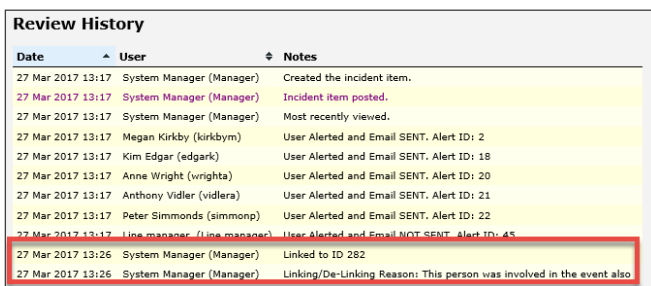 Review History
Date User Notes
27 Mar 2017 13:17 System Manager (Manager) Created the incident item.
27 Mar 2017 13:17 System Manager (Manager) Incident item posted.
27 Mar 2017 13:17 System Manager (Manager) Most recently viewed.
27 Mar 2017 13:17 Megan Kirkby (kirkbym) User Alerted and Email SENT. Alert ID: 2
27 Mar 2017 13:17 Kim Edgar (edgark) User Alerted and Email SENT. Alert ID: 18
27 Mar 2017 13:17 Anne Wright (wrighta) User Alerted and Email SENT. Alert ID: 20
27 Mar 2017 13:17 Anthony Vidler (vidlera) User Alerted and Email SENT. Alert ID: 21
27 Mar 2017 13:17 Peter Simmonds (simmonp) User Alerted and Email SENT. Alert ID: 22
27 Mar 2017 13:17 Line manager (Line manager) User Alerted and Email NOT SENT. Alert ID: 45
27 Mar 2017 13:26 System Manager (Manager) Linked to ID 282
27 Mar 2017 13:26 System Manager (Manager) Linking/De-Linking Reason: This person was involved in the event also